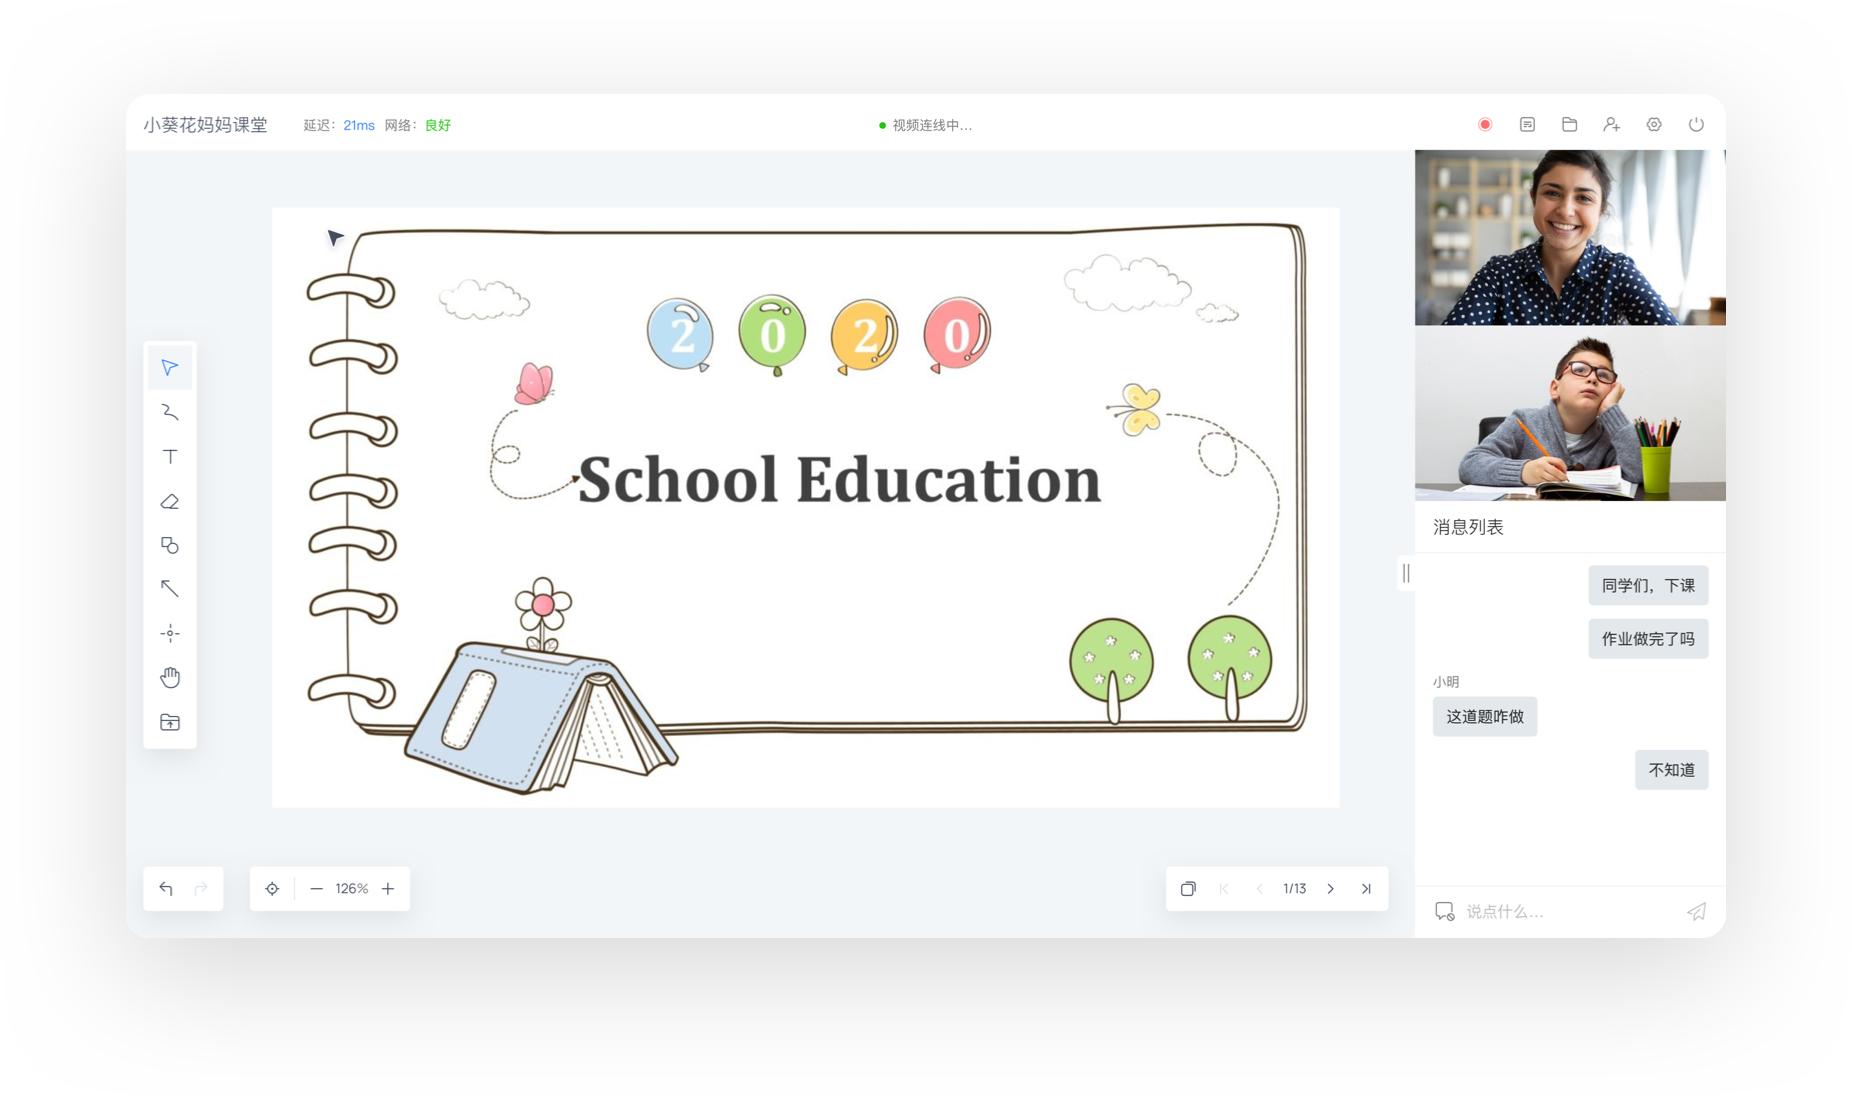 小葵花妈妈课堂
延迟: 21ms 网络: 良好
视频连线中...
2020
School Education
消息列表
同学们，下课
作业做完了吗
小明
这道题咋做
不知道
126%
1/13
说点什么...